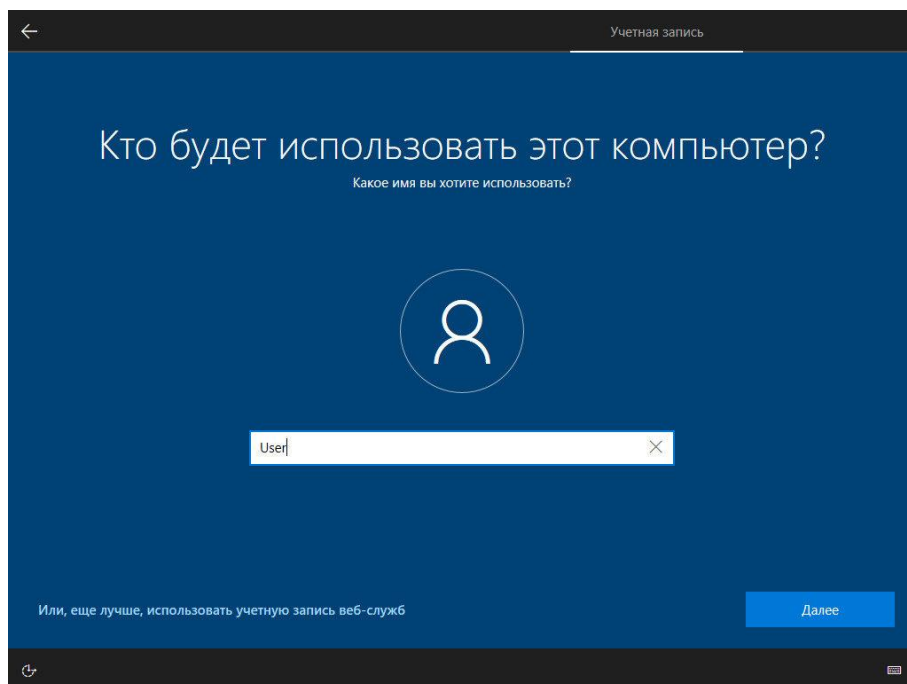 Учетная запись
Кто будет использовать этот компьютер?
Какое имя вы хотите использовать?
User
Или, еще лучше, использовать учетную запись веб-служб
Далее